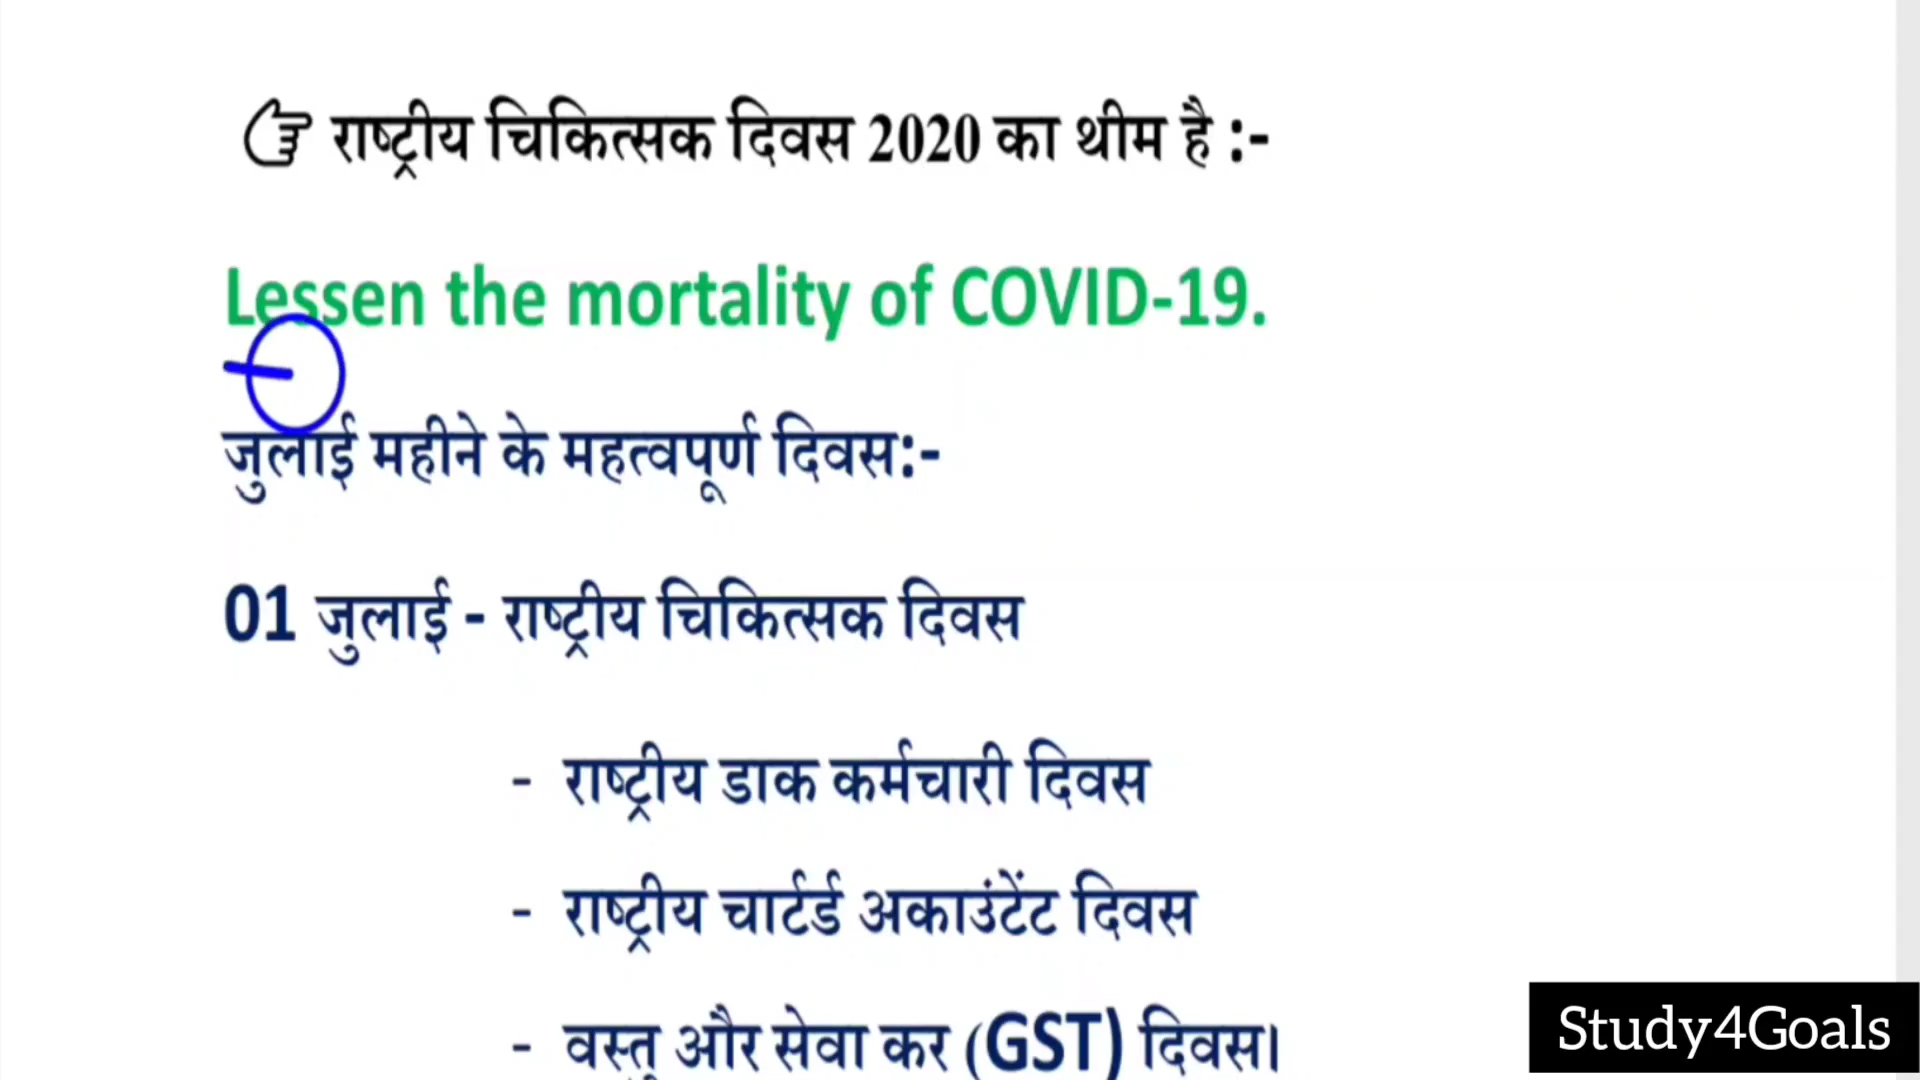 राष्ट्रीय चिकित्सक दिवस 2020 का थीम है :-
Lessen the mortality of COVID-19.
जुलाई महीने के महत्वपूर्ण दिवस:-
01 जुलाई - राष्ट्रीय चिकित्सक दिवस
- राष्ट्रीय डाक कर्मचारी दिवस
- राष्ट्रीय चार्टर्ड अकाउंटेंट दिवस
- वस्तु और सेवा कर (GST) दिवस।
Study4Goals